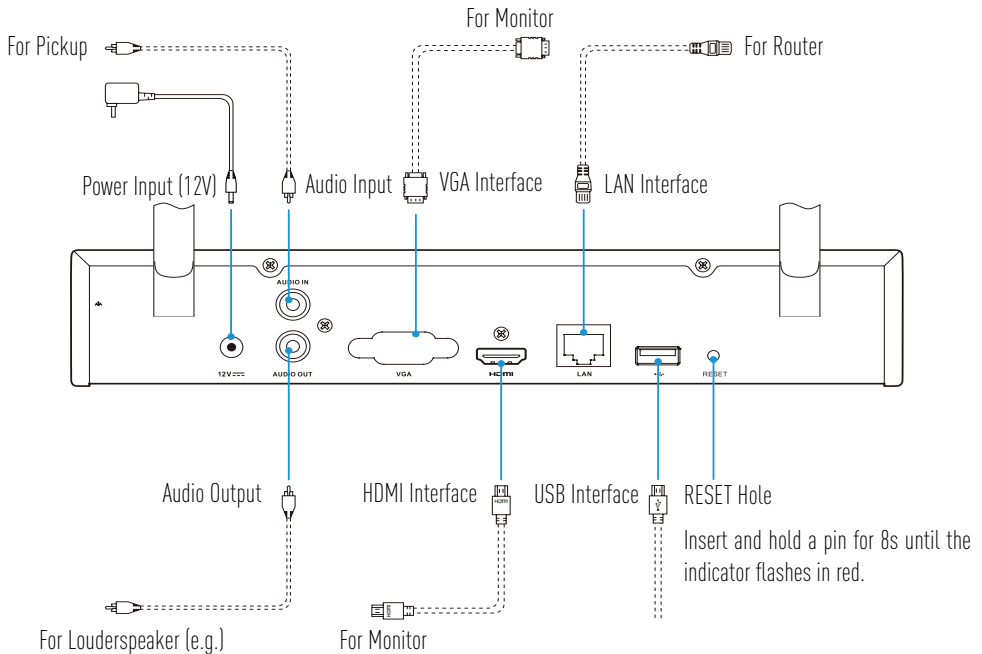 For Monitor
For Pickup
For Router
Power Input (12V)
Audio Input
VGA Interface
LAN Interface
AUDIO IN
12V
AUDIO OUT
VGA
HDMI
LAN
RESET
Audio Output
HDMI Interface
HDMI
USB Interface
RESET Hole
Insert and hold a pin for 8s until the
indicator flashes in red.
HDMI
For Louderspeaker (e.g.)
For Monitor